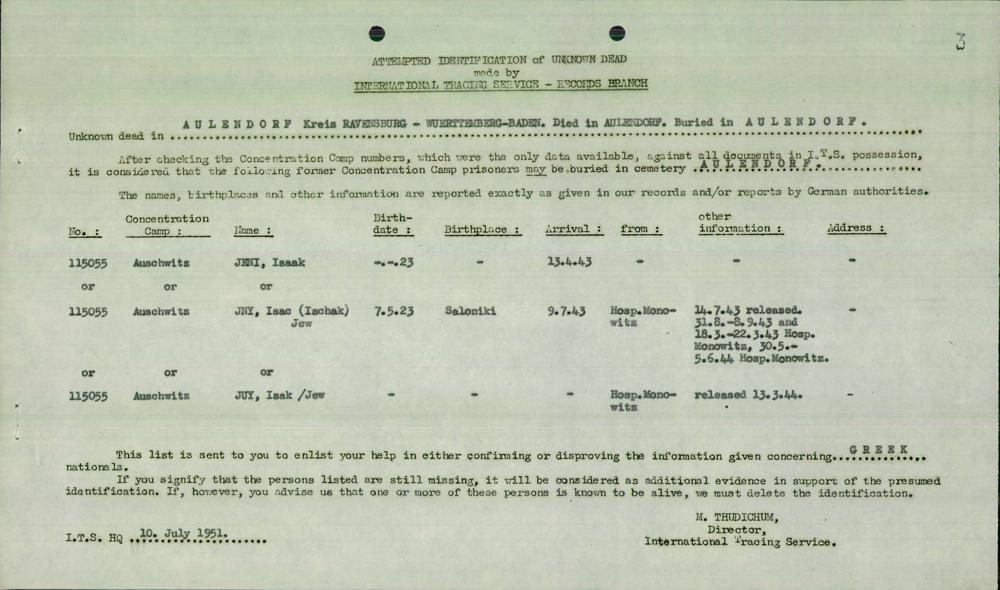 3
ATTEMPTED IDENTIFICATION of UNKNOWN DEAD
made by
INTERNATIONAL TRACING SERVICE - RECORDS BRANCH
Unknown dead in AULENDORF Kreis RAVENSBURG - WUERTTEMBERG-BADEN. Died in AULENDORF. Buried in AULENDORF.
After checking the Concentration Camp numbers, which were the only data available, against all documents in I.T.S. possession,
it is considered that the following former Concentration Camp prisoners may be buried in cemetery AULENDORF.
The names, birthplaces and other information are reported exactly as given in our records and/or reports by German authorities.
No. : Concentration Camp : Name : Birth-date : Birthplace : Arrival : from : other information : Address :
115055 Auschwitz JENI, Isaak -.-.23 - 13.4.43 - - -
or or or
115055 Auschwitz JNY, Isac (Ischak) 7.5.23 Saloniki 9.7.43 Hosp.Mono- 14.7.43 released. -
Jew witz 31.8.-8.9.43 and
18.3.-22.3.43 Hosp.
Monowitz, 30.5.-
5.6.44 Hosp.Monowitz.
or or or
115055 Auschwitz JUY, Isak /Jew - - - Hosp.Mono- released 13.3.44. -
witz
This list is sent to you to enlist your help in either confirming or disproving the information given concerning....GREEK
nationals.
If you signify that the persons listed are still missing, it will be considered as additional evidence in support of the presumed
identification. If, however, you advise us that one or more of these persons is known to be alive, we must delete the identification.
M. THUDICHUM,
Director,
International Tracing Service.
I.T.S. HQ ..10. July 1951.